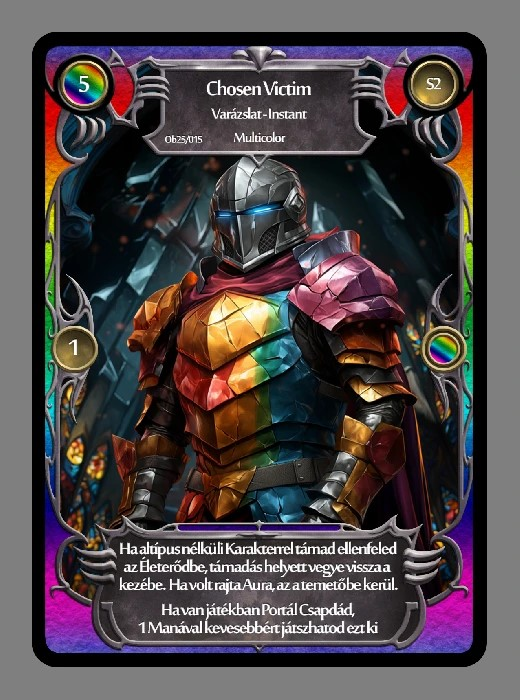 5
Chosen Victim
S2
Varázslat - Instant
Ob25/015
Multicolor
1
Ha altípus nélküli Karakterrel támad ellenfeled
az Életerődbe, támadás helyett vegye vissza a
kezébe. Ha volt rajta Aura, az a temetőbe kerül.
Ha van játékban Portál Csapdád,
1 Manával kevesebbért játszhatod ezt ki